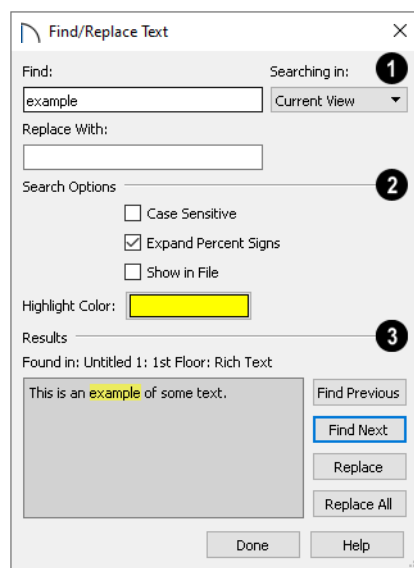 Find/Replace Text
Find: Searching in: 1
example Current View
Replace With:
Search Options 2
Case Sensitive
Expand Percent Signs
Show in File
Highlight Color:
Results 3
Found in: Untitled 1: 1st Floor: Rich Text
This is an example of some text.
Find Previous
Find Next
Replace
Replace All
Done Help